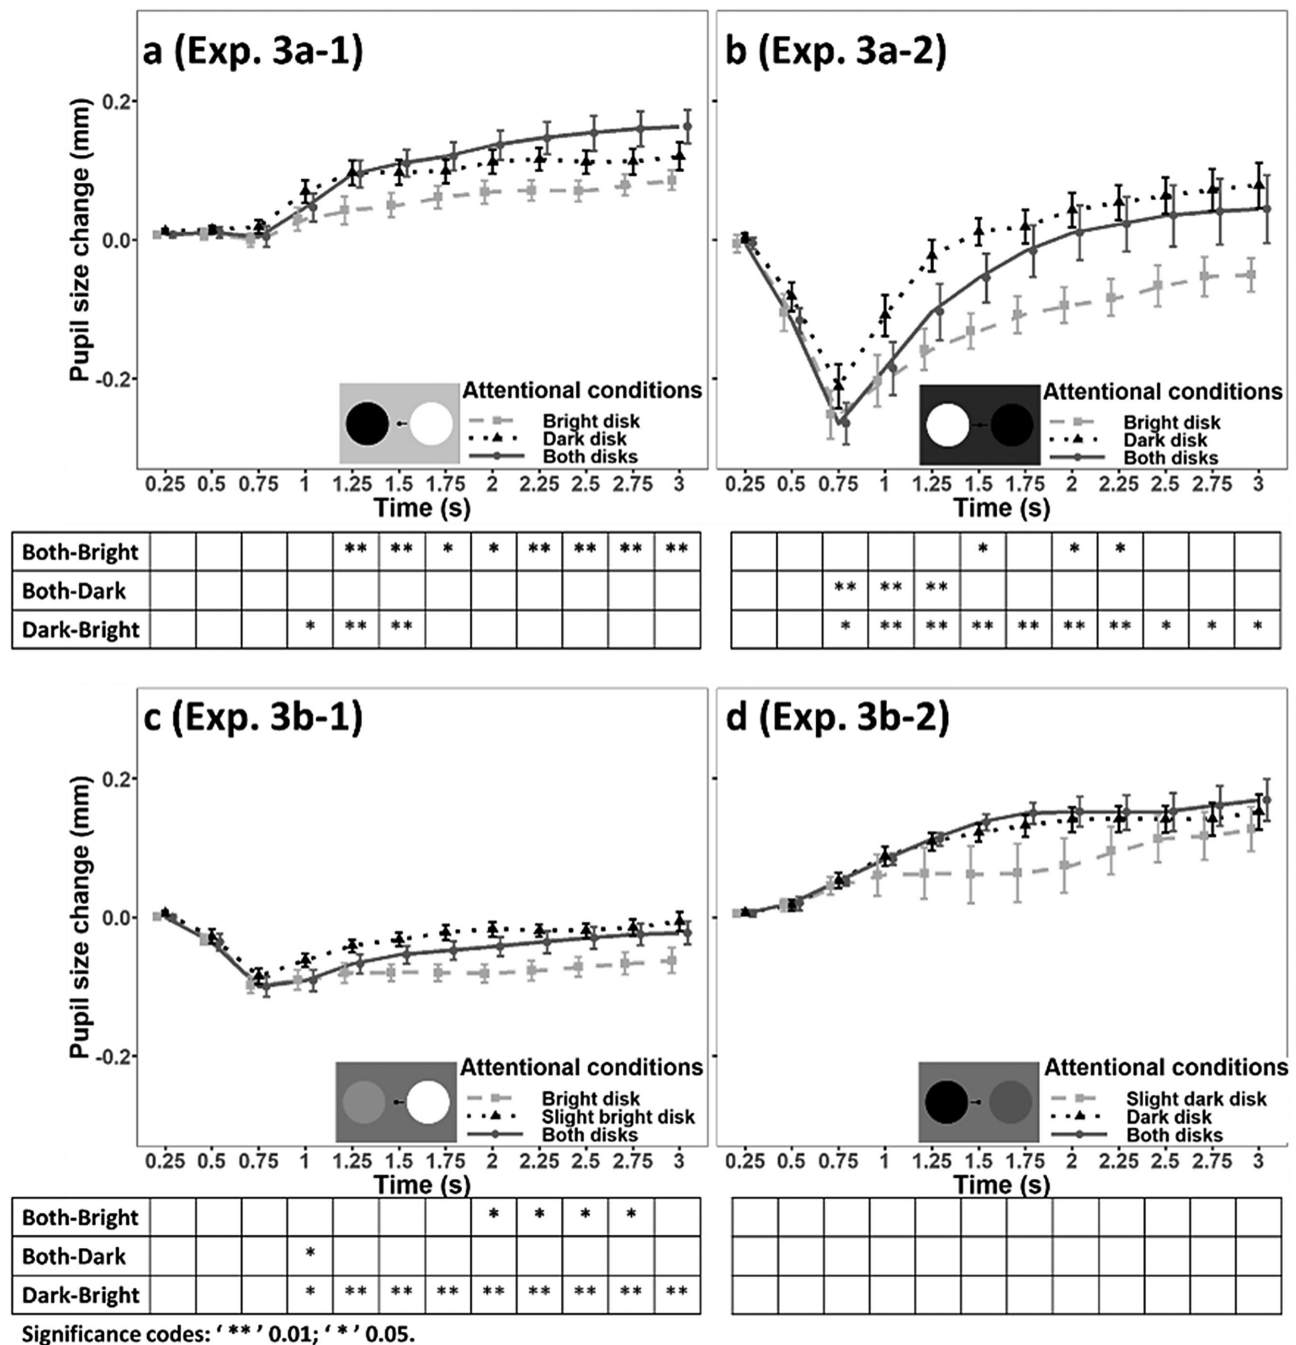 a (Exp. 3a-1)
Pupil size change (mm)
0.2
0.0
-0.2
Attentional conditions
Bright disk
Dark disk
Both disks
0.25 0.5 0.75 1 1.25 1.5 1.75 2 2.25 2.5 2.75 3
Time (s)
b (Exp. 3a-2)
Attentional conditions
Bright disk
Dark disk
Both disks
0.25 0.5 0.75 1 1.25 1.5 1.75 2 2.25 2.5 2.75 3
Time (s)
Both-Bright ** ** * * ** ** ** ** * * *
Both-Dark ** ** **
Dark-Bright * ** ** * ** ** ** ** ** ** * * *
c (Exp. 3b-1)
Pupil size change (mm)
0.2
0.0
-0.2
Attentional conditions
Bright disk
Slight bright disk
Both disks
0.25 0.5 0.75 1 1.25 1.5 1.75 2 2.25 2.5 2.75 3
Time (s)
d (Exp. 3b-2)
Attentional conditions
Slight dark disk
Dark disk
Both disks
0.25 0.5 0.75 1 1.25 1.5 1.75 2 2.25 2.5 2.75 3
Time (s)
Both-Bright * * * *
Both-Dark *
Dark-Bright * ** ** ** ** ** ** ** **
Significance codes: ‘ ** ’ 0.01; ‘ * ’ 0.05.